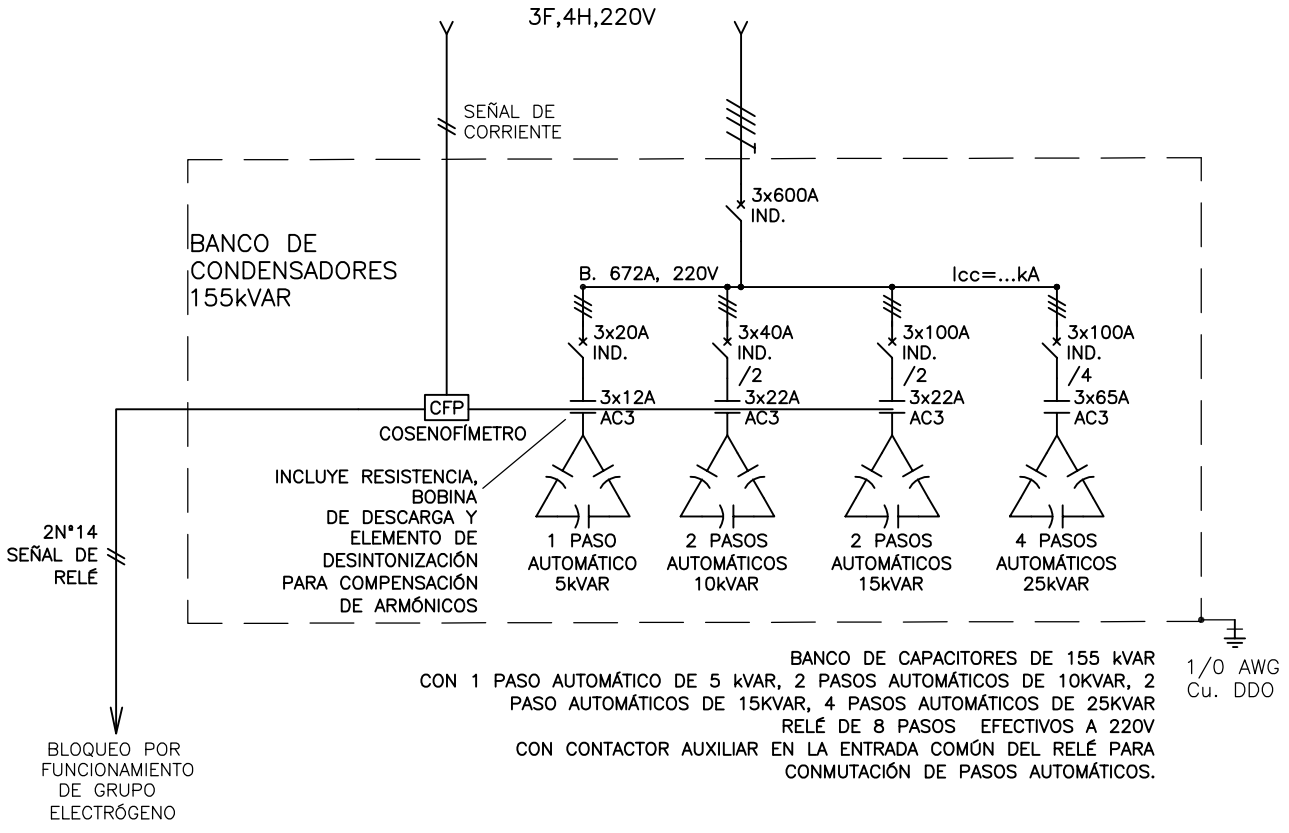 3F,4H,220V
SEÑAL DE
CORRIENTE
3x600A
IND.
BANCO DE
CONDENSADORES
155kVAR
B. 672A, 220V
Icc=...kA
3x20A
IND.
3x40A
IND.
/2
3x100A
IND.
/2
3x100A
IND.
/4
CFP
COSENOFÍMETRO
3x12A
AC3
3x22A
AC3
3x22A
AC3
3x65A
AC3
INCLUYE RESISTENCIA,
BOBINA
DE DESCARGA Y
ELEMENTO DE
DESINTONIZACIÓN
PARA COMPENSACIÓN
DE ARMÓNICOS
1 PASO
AUTOMÁTICO
5kVAR
2 PASOS
AUTOMÁTICOS
10kVAR
2 PASOS
AUTOMÁTICOS
15kVAR
4 PASOS
AUTOMÁTICOS
25kVAR
2N°14
SEÑAL DE
RELÉ
BLOQUEO POR
FUNCIONAMIENTO
DE GRUPO
ELECTRÓGENO
BANCO DE CAPACITORES DE 155 kVAR
CON 1 PASO AUTOMÁTICO DE 5 kVAR, 2 PASOS AUTOMÁTICOS DE 10KVAR, 2
PASO AUTOMÁTICOS DE 15KVAR, 4 PASOS AUTOMÁTICOS DE 25KVAR
RELÉ DE 8 PASOS EFECTIVOS A 220V
CON CONTACTOR AUXILIAR EN LA ENTRADA COMÚN DEL RELÉ PARA
CONMUTACIÓN DE PASOS AUTOMÁTICOS.
1/0 AWG
Cu. DDO